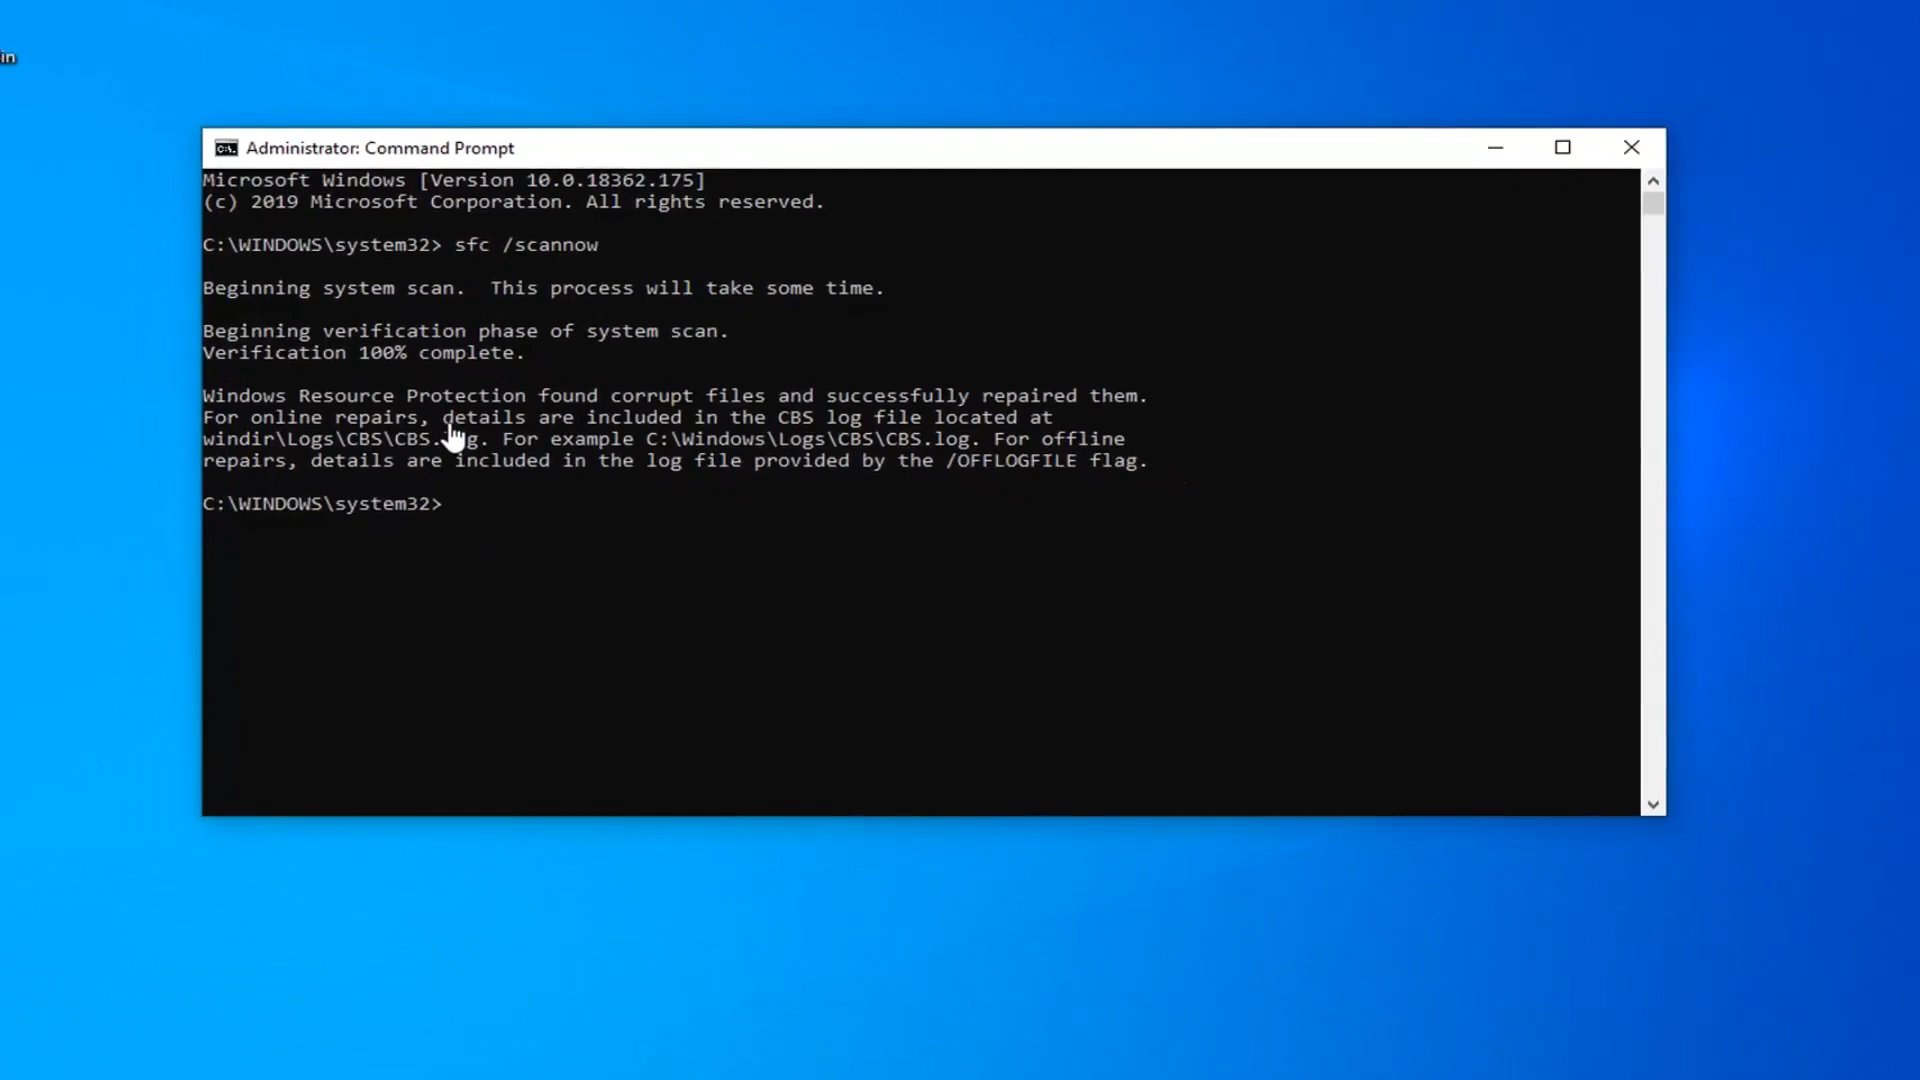 in
Administrator: Command Prompt
Microsoft Windows [Version 10.0.18362.175]
(c) 2019 Microsoft Corporation. All rights reserved.
C:\WINDOWS\system32> sfc /scannow
Beginning system scan.  This process will take some time.
Beginning verification phase of system scan.
Verification 100% complete.
Windows Resource Protection found corrupt files and successfully repaired them.
For online repairs, details are included in the CBS log file located at
windir\Logs\CBS\CBS.log. For example C:\Windows\Logs\CBS\CBS.log. For offline
repairs, details are included in the log file provided by the /OFFLOGFILE flag.
C:\WINDOWS\system32>